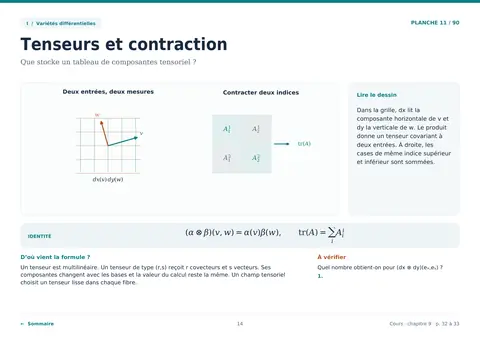 I / Variétés différentielles
PLANCHE 11 / 90
Tenseurs et contraction
Que stocke un tableau de composantes tensoriel ?
Deux entrées, deux mesures
w
v
dx(v)dy(w)
Contracter deux indices
A¹₁ A¹₂
A²₁ A²₂
tr(A)
Lire le dessin
Dans la grille, dx lit la
composante horizontale de v et
dy la verticale de w. Le produit
donne un tenseur covariant à
deux entrées. À droite, les
cases de même indice supérieur
et inférieur sont sommées.
IDENTITÉ
(α ⊗ β)(v, w) = α(v)β(w), tr(A) = ∑ᵢ Aⁱᵢ
D'où vient la formule ?
Un tenseur est multilinéaire. Un tenseur de type (r,s) reçoit r covecteurs et s vecteurs. Ses
composantes changent avec les bases et la valeur du calcul reste la même. Un champ tensoriel
choisit un tenseur lisse dans chaque fibre.
À vérifier
Quel nombre obtient-on pour (dx ⊗ dy)(eₓ,eᵧ) ?
1.
← Sommaire
14
Cours · chapitre 9 · p. 32 à 33